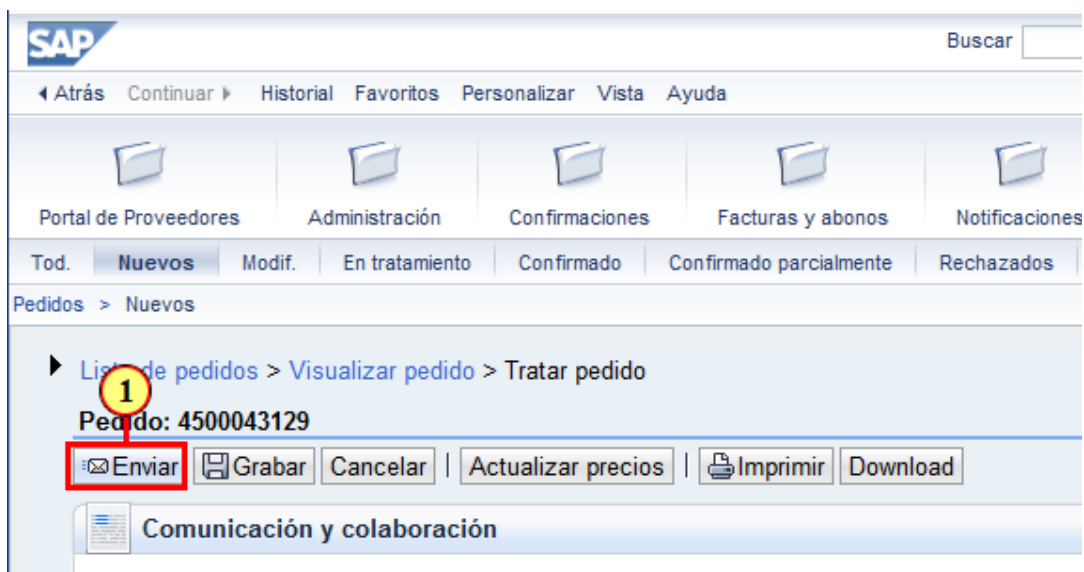 SAP Buscar
Atrás Continuar Historial Favoritos Personalizar Vista Ayuda
Portal de Proveedores Administración Confirmaciones Facturas y abonos Notificaciones
Tod. Nuevos Modif. En tratamiento Confirmado Confirmado parcialmente Rechazados
Pedidos > Nuevos
Lista de pedidos > Visualizar pedido > Tratar pedido
1
Pedido: 4500043129
Enviar Grabar Cancelar | Actualizar precios | Imprimir Download
Comunicación y colaboración